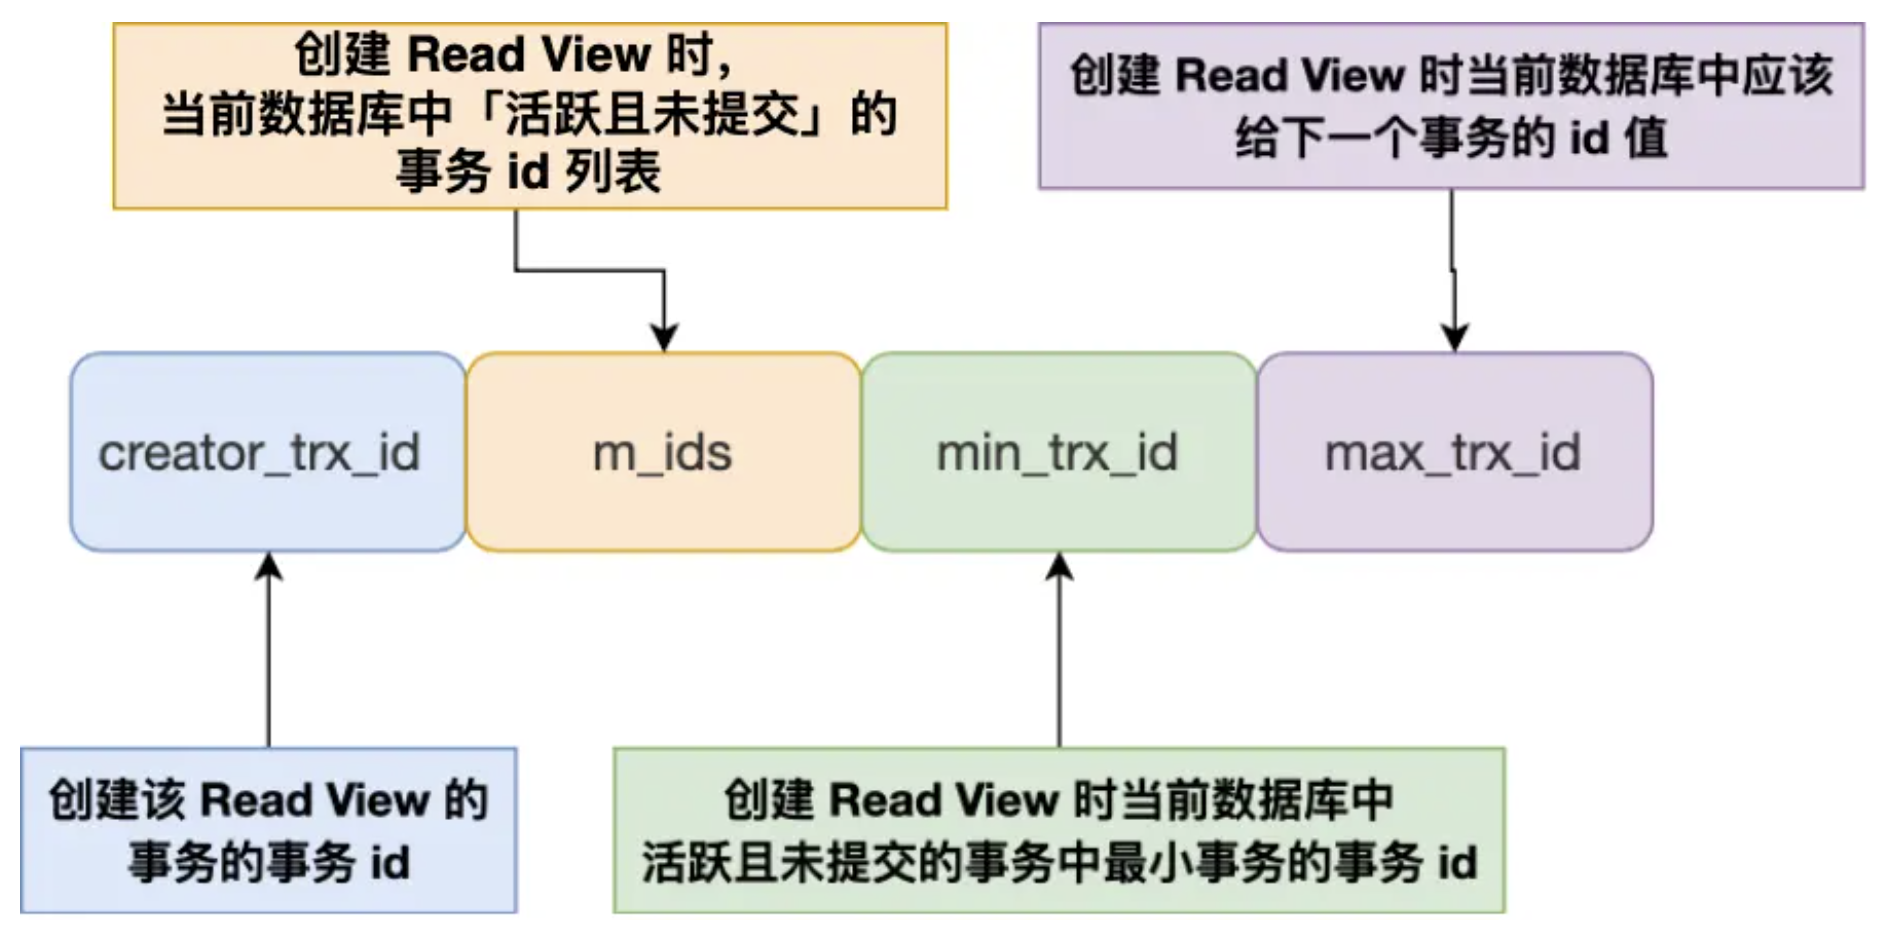 创建 Read View 时，
当前数据库中「活跃且未提交」的
事务 id 列表
创建 Read View 时当前数据库中应该
给下一个事务的 id 值
creator_trx_id
m_ids
min_trx_id
max_trx_id
创建该 Read View 的
事务的事务 id
创建 Read View 时当前数据库中
活跃且未提交的事务中最小事务的事务 id